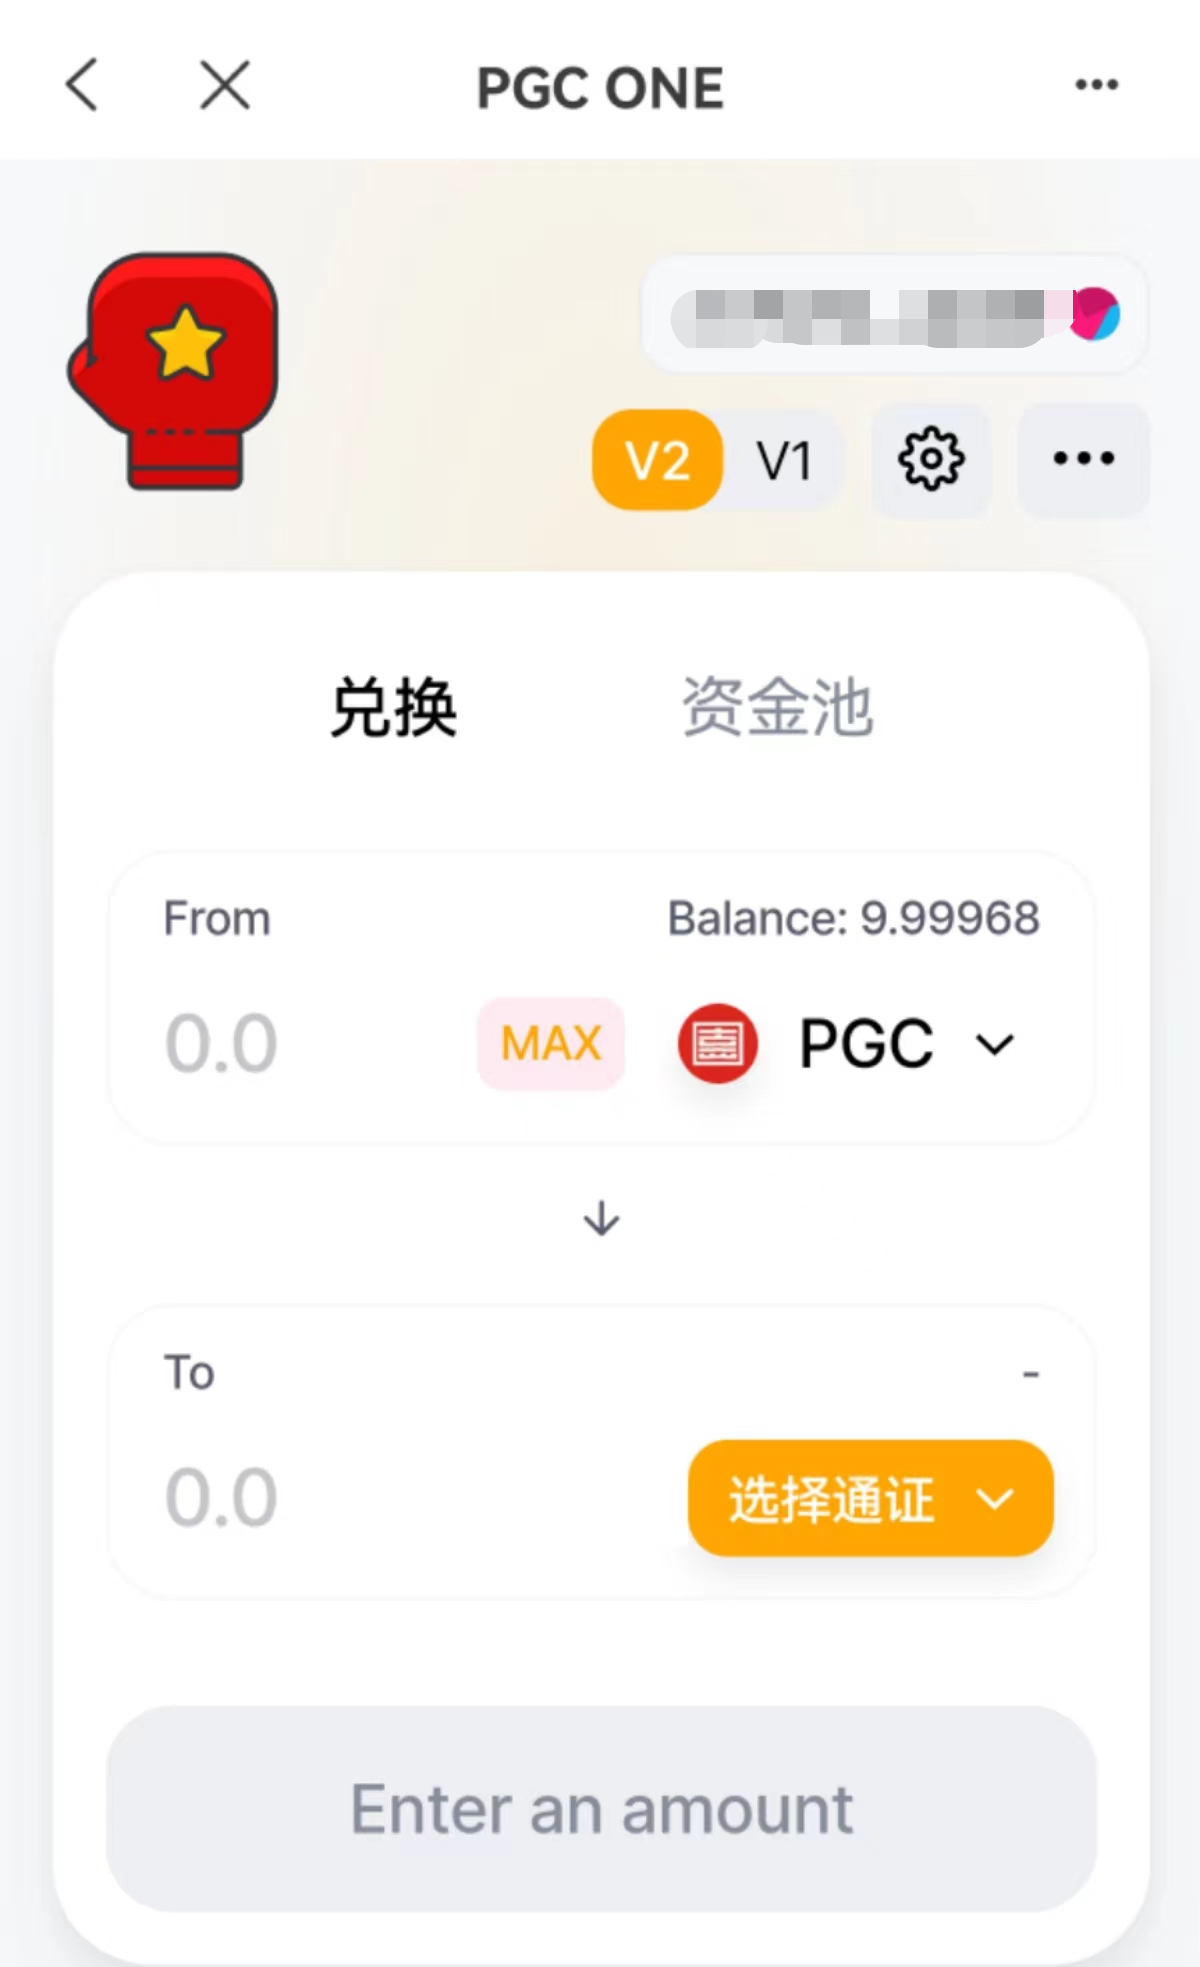 PGC ONE
V2 V1
兑换 资金池
From Balance: 9.99968
0.0 MAX PGC
To -
0.0 选择通证
Enter an amount